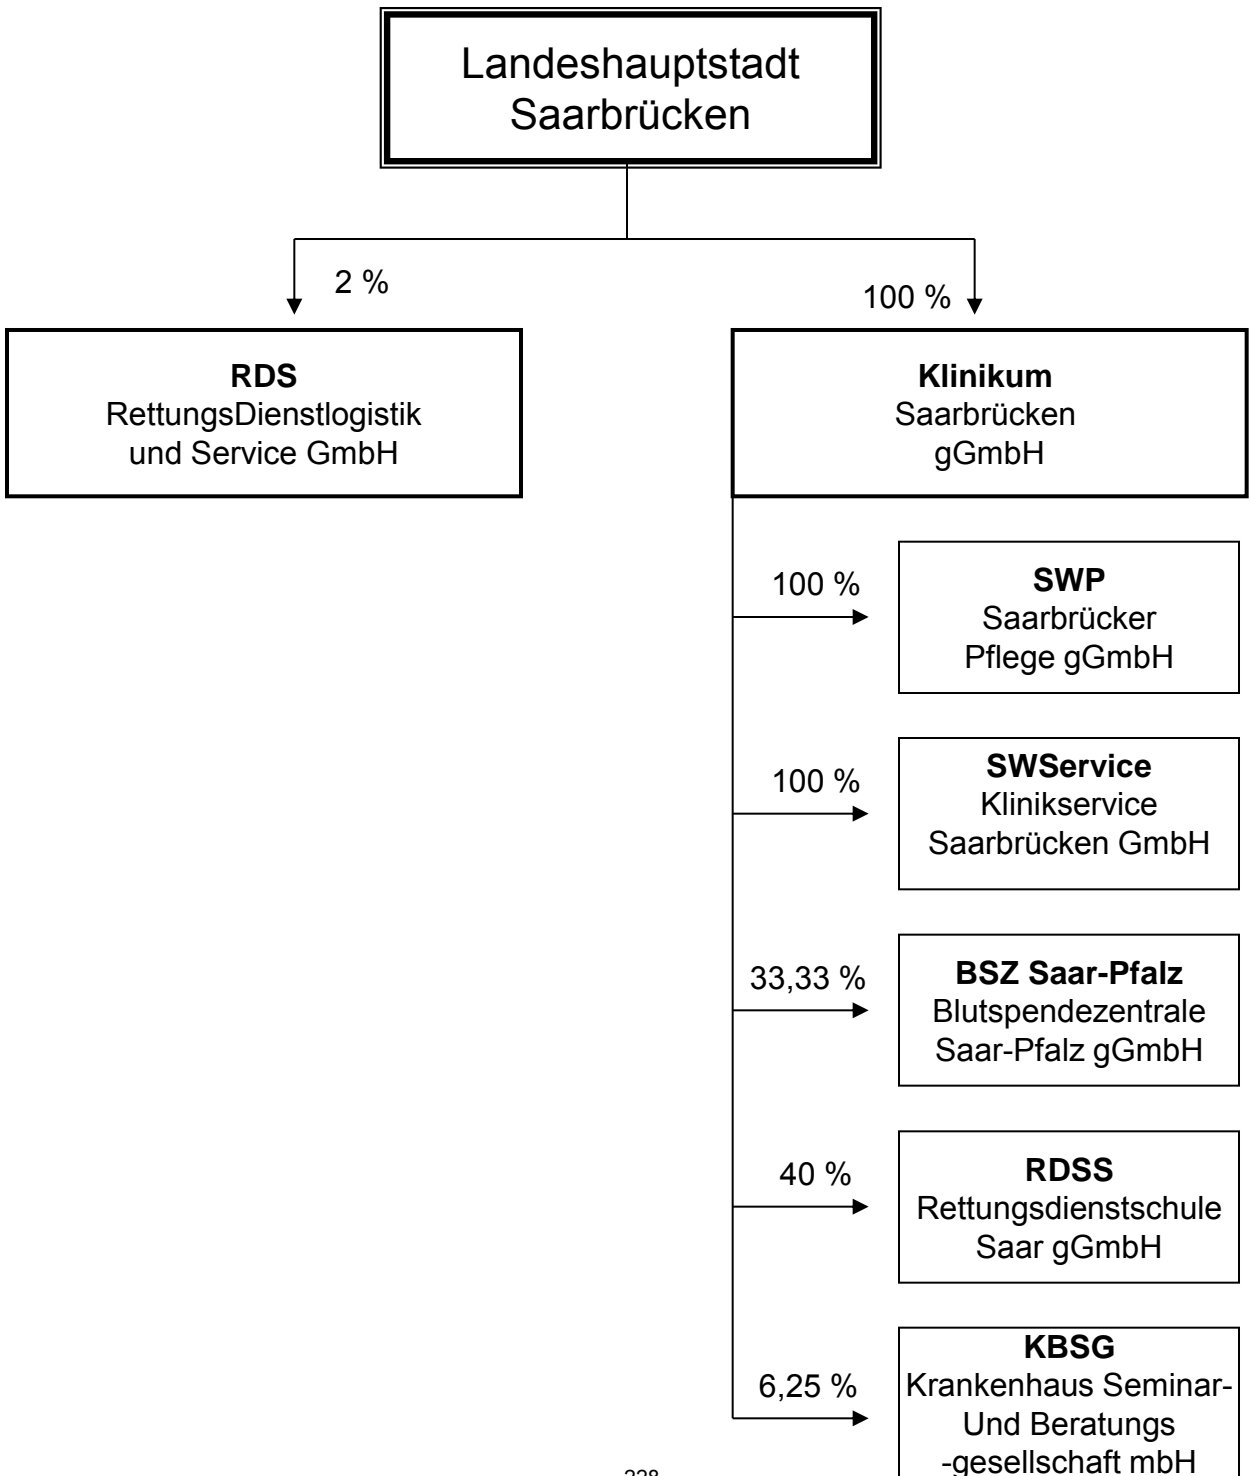 Landeshauptstadt
Saarbrücken
2 %
100 %
RDS
RettungsDienstlogistik
und Service GmbH
Klinikum
Saarbrücken
gGmbH
100 %
SWP
Saarbrücker
Pflege gGmbH
100 %
SWService
Klinikservice
Saarbrücken GmbH
33,33 %
BSZ Saar-Pfalz
Blutspendezentrale
Saar-Pfalz gGmbH
40 %
RDSS
Rettungsdienstschule
Saar gGmbH
6,25 %
KBSG
Krankenhaus Seminar-
Und Beratungs
-gesellschaft mbH
228